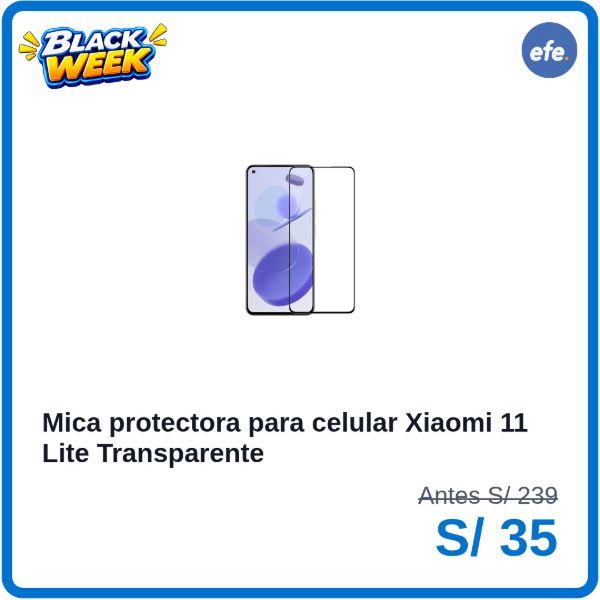 BLACK
WEEK
efe.
Mica protectora para celular Xiaomi 11
Lite Transparente
Antes S/ 239
S/ 35